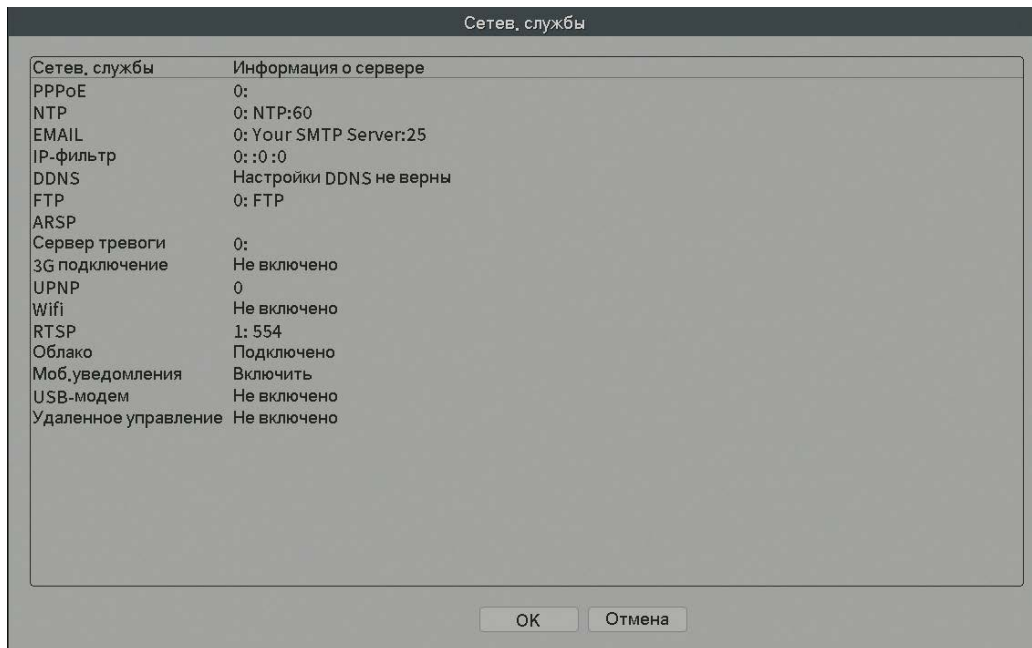 Сетев. службы
Сетев. службы Информация о сервере
PPPoE 0:
NTP 0: NTP:60
EMAIL 0: Your SMTP Server:25
IP-фильтр 0: :0 :0
DDNS Настройки DDNS не верны
FTP 0: FTP
ARSP
Сервер тревоги 0:
3G подключение Не включено
UPNP 0
Wifi Не включено
RTSP 1: 554
Облако Подключено
Моб.уведомления Включить
USB-модем Не включено
Удаленное управление Не включено
OK Отмена